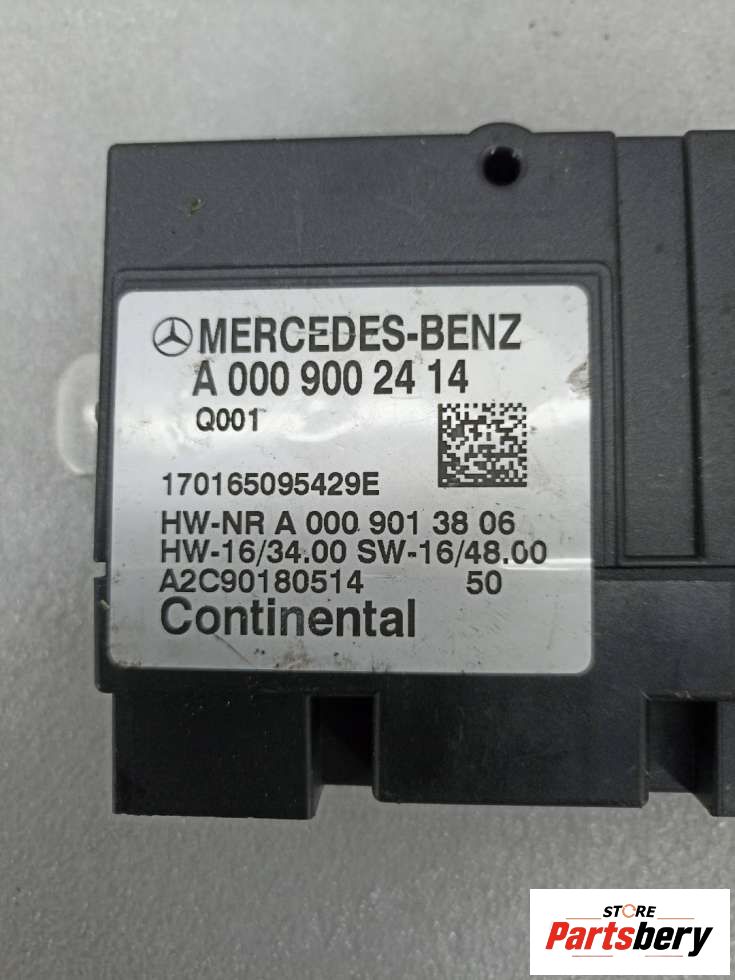 MERCEDES-BENZ
A 000 900 24 14
Q001
170165095429E
HW-NR A 000 901 38 06
HW-16/34.00 SW-16/48.00
A2C90180514 50
Continental
STORE
Partsbery